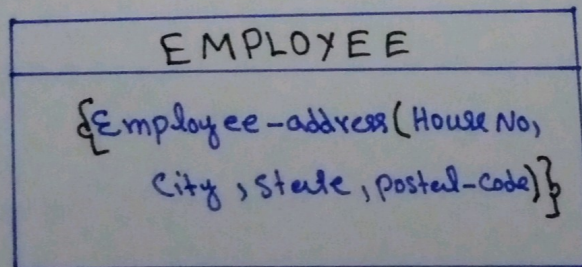 EMPLOYEE
{Employee-address(House No,
City, State, postal-code)}